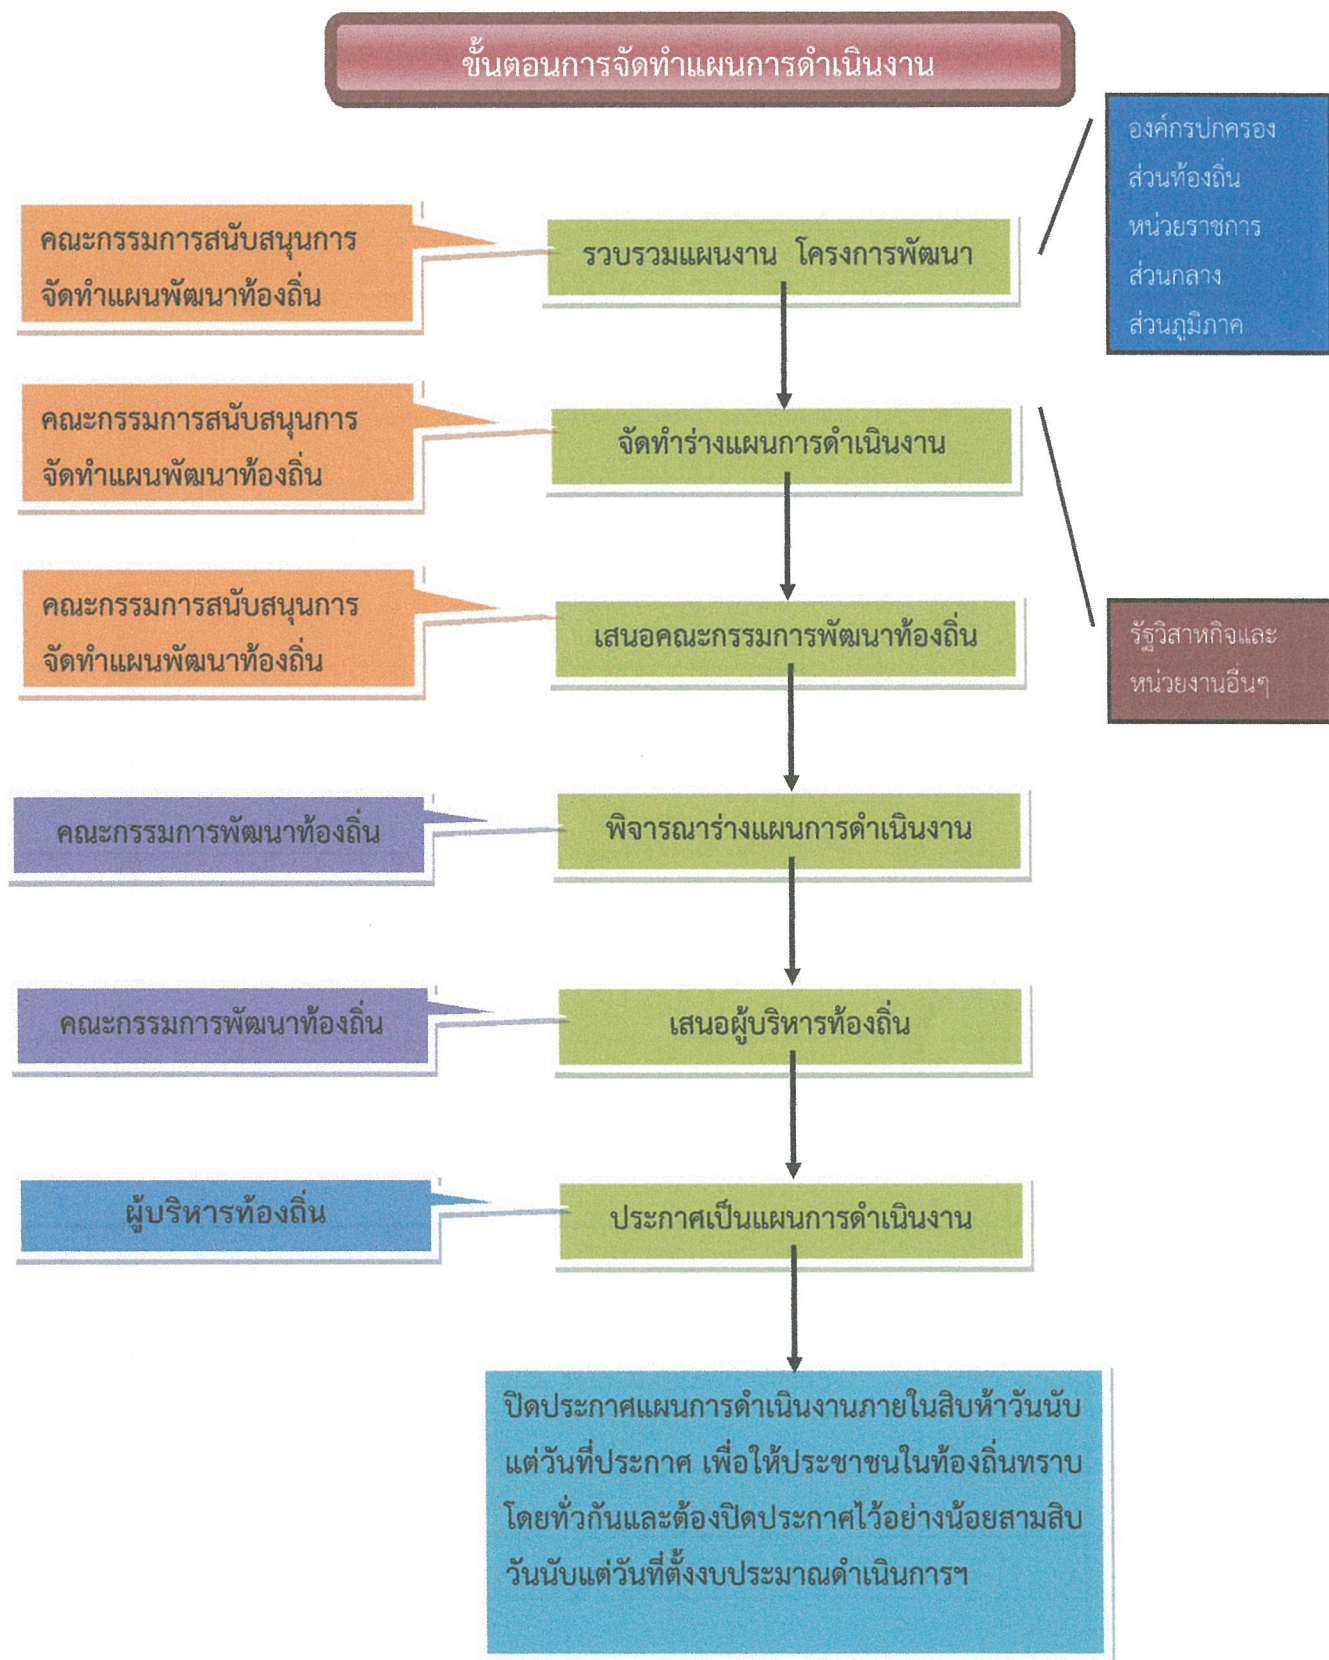 ขั้นตอนการจัดทำแผนการดำเนินงาน
องค์กรปกครอง
ส่วนท้องถิ่น
หน่วยราชการ
ส่วนกลาง
ส่วนภูมิภาค
คณะกรรมการสนับสนุนการ
จัดทำแผนพัฒนาท้องถิ่น
รวบรวมแผนงาน โครงการพัฒนา
คณะกรรมการสนับสนุนการ
จัดทำแผนพัฒนาท้องถิ่น
จัดทำร่างแผนการดำเนินงาน
คณะกรรมการสนับสนุนการ
จัดทำแผนพัฒนาท้องถิ่น
เสนอคณะกรรมการพัฒนาท้องถิ่น
รัฐวิสาหกิจและ
หน่วยงานอื่นๆ
คณะกรรมการพัฒนาท้องถิ่น
พิจารณาร่างแผนการดำเนินงาน
คณะกรรมการพัฒนาท้องถิ่น
เสนอผู้บริหารท้องถิ่น
ผู้บริหารท้องถิ่น
ประกาศเป็นแผนการดำเนินงาน
ปิดประกาศแผนการดำเนินงานภายในสิบห้าวันนับ
แต่วันที่ประกาศ เพื่อให้ประชาชนในท้องถิ่นทราบ
โดยทั่วกันและต้องปิดประกาศไว้อย่างน้อยสามสิบ
วันนับแต่วันที่ตั้งงบประมาณดำเนินการฯ